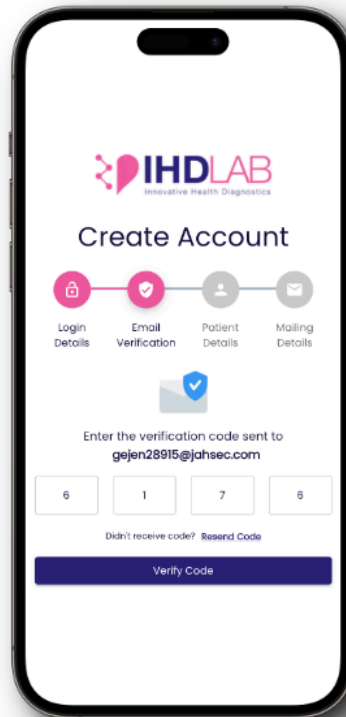 IHDLAB
Innovative Health Diagnostics
Create Account
Login Details
Email Verification
Patient Details
Mailing Details
Enter the verification code sent to
gejen28915@jahsec.com
6 1 7 6
Didn't receive code? Resend Code
Verify Code